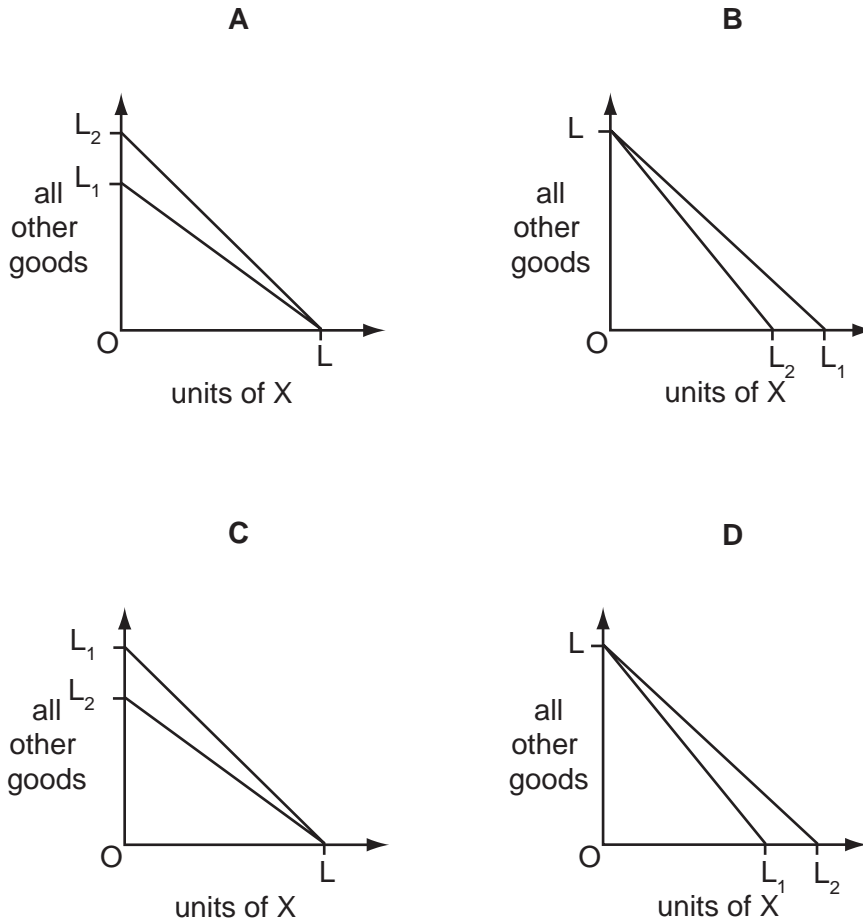 A
L2
L1
all
other
goods
O
L
units of X
B
L
all
other
goods
O
L2
L1
units of X
C
L1
L2
all
other
goods
O
L
units of X
D
L
all
other
goods
O
L1
L2
units of X